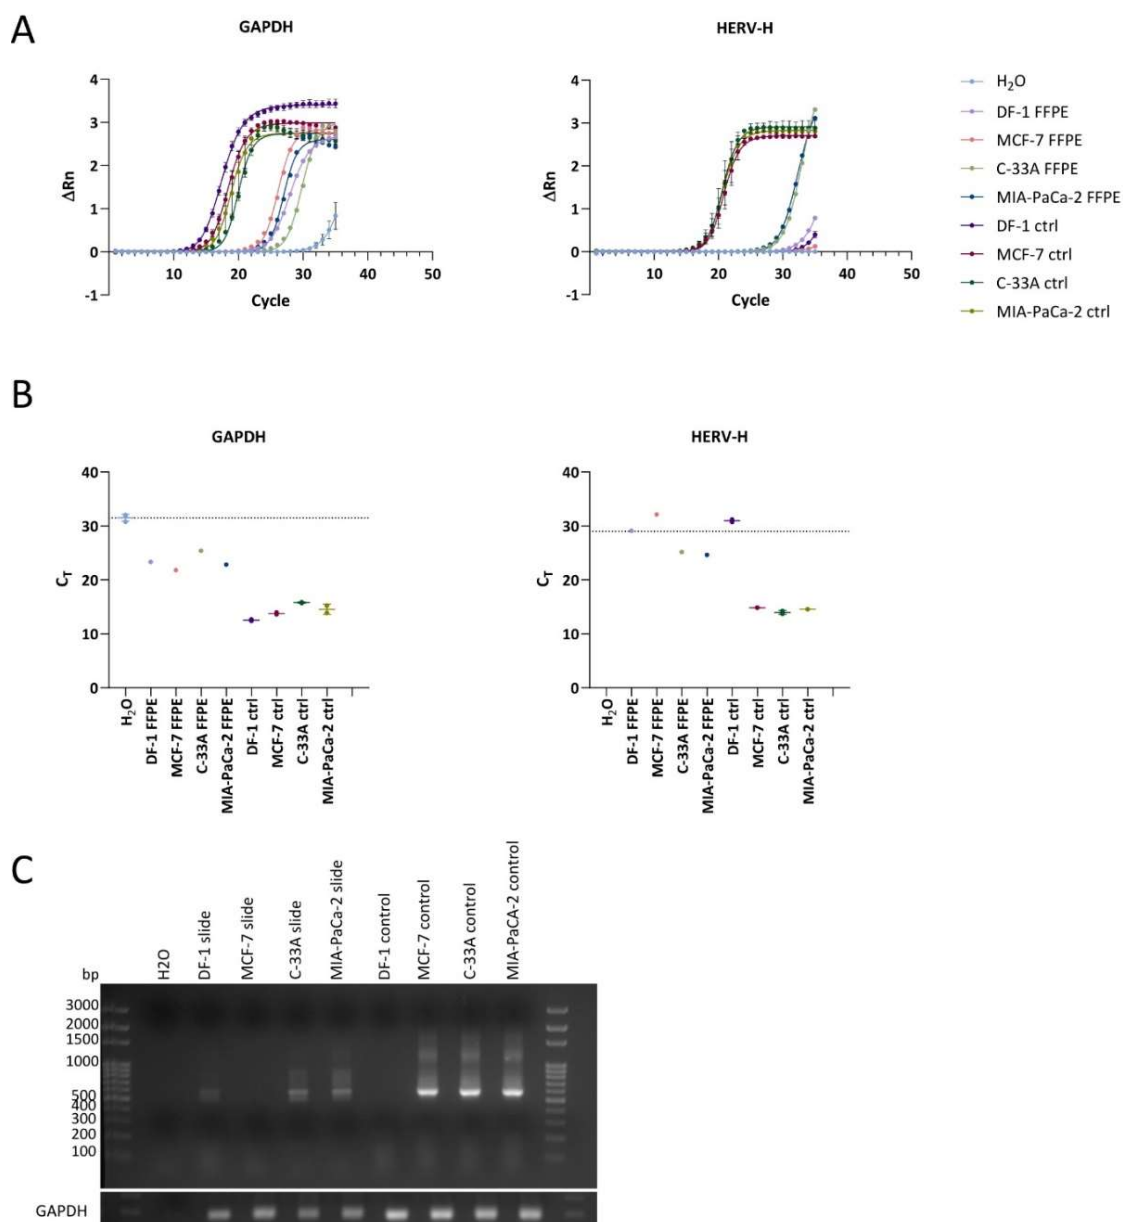 A
GAPDH
HERV-H
4
3
2
1
0
-1
ΔRn
10 20 30 40 50
Cycle
4
3
2
1
0
-1
ΔRn
10 20 30 40 50
Cycle
H2O
DF-1 FFPE
MCF-7 FFPE
C-33A FFPE
MIA-PaCa-2 FFPE
DF-1 ctrl
MCF-7 ctrl
C-33A ctrl
MIA-PaCa-2 ctrl
B
GAPDH
HERV-H
40
30
20
10
0
CT
H2O
DF-1 FFPE
MCF-7 FFPE
C-33A FFPE
MIA-PaCa-2 FFPE
DF-1 ctrl
MCF-7 ctrl
C-33A ctrl
MIA-PaCa-2 ctrl
40
30
20
10
0
CT
H2O
DF-1 FFPE
MCF-7 FFPE
C-33A FFPE
MIA-PaCa-2 FFPE
DF-1 ctrl
MCF-7 ctrl
C-33A ctrl
MIA-PaCa-2 ctrl
C
H2O
DF-1 slide
MCF-7 slide
C-33A slide
MIA-PaCa-2 slide
DF-1 control
MCF-7 control
C-33A control
MIA-PaCA-2 control
bp
3000
2000
1500
1000
500
400
300
200
100
GAPDH